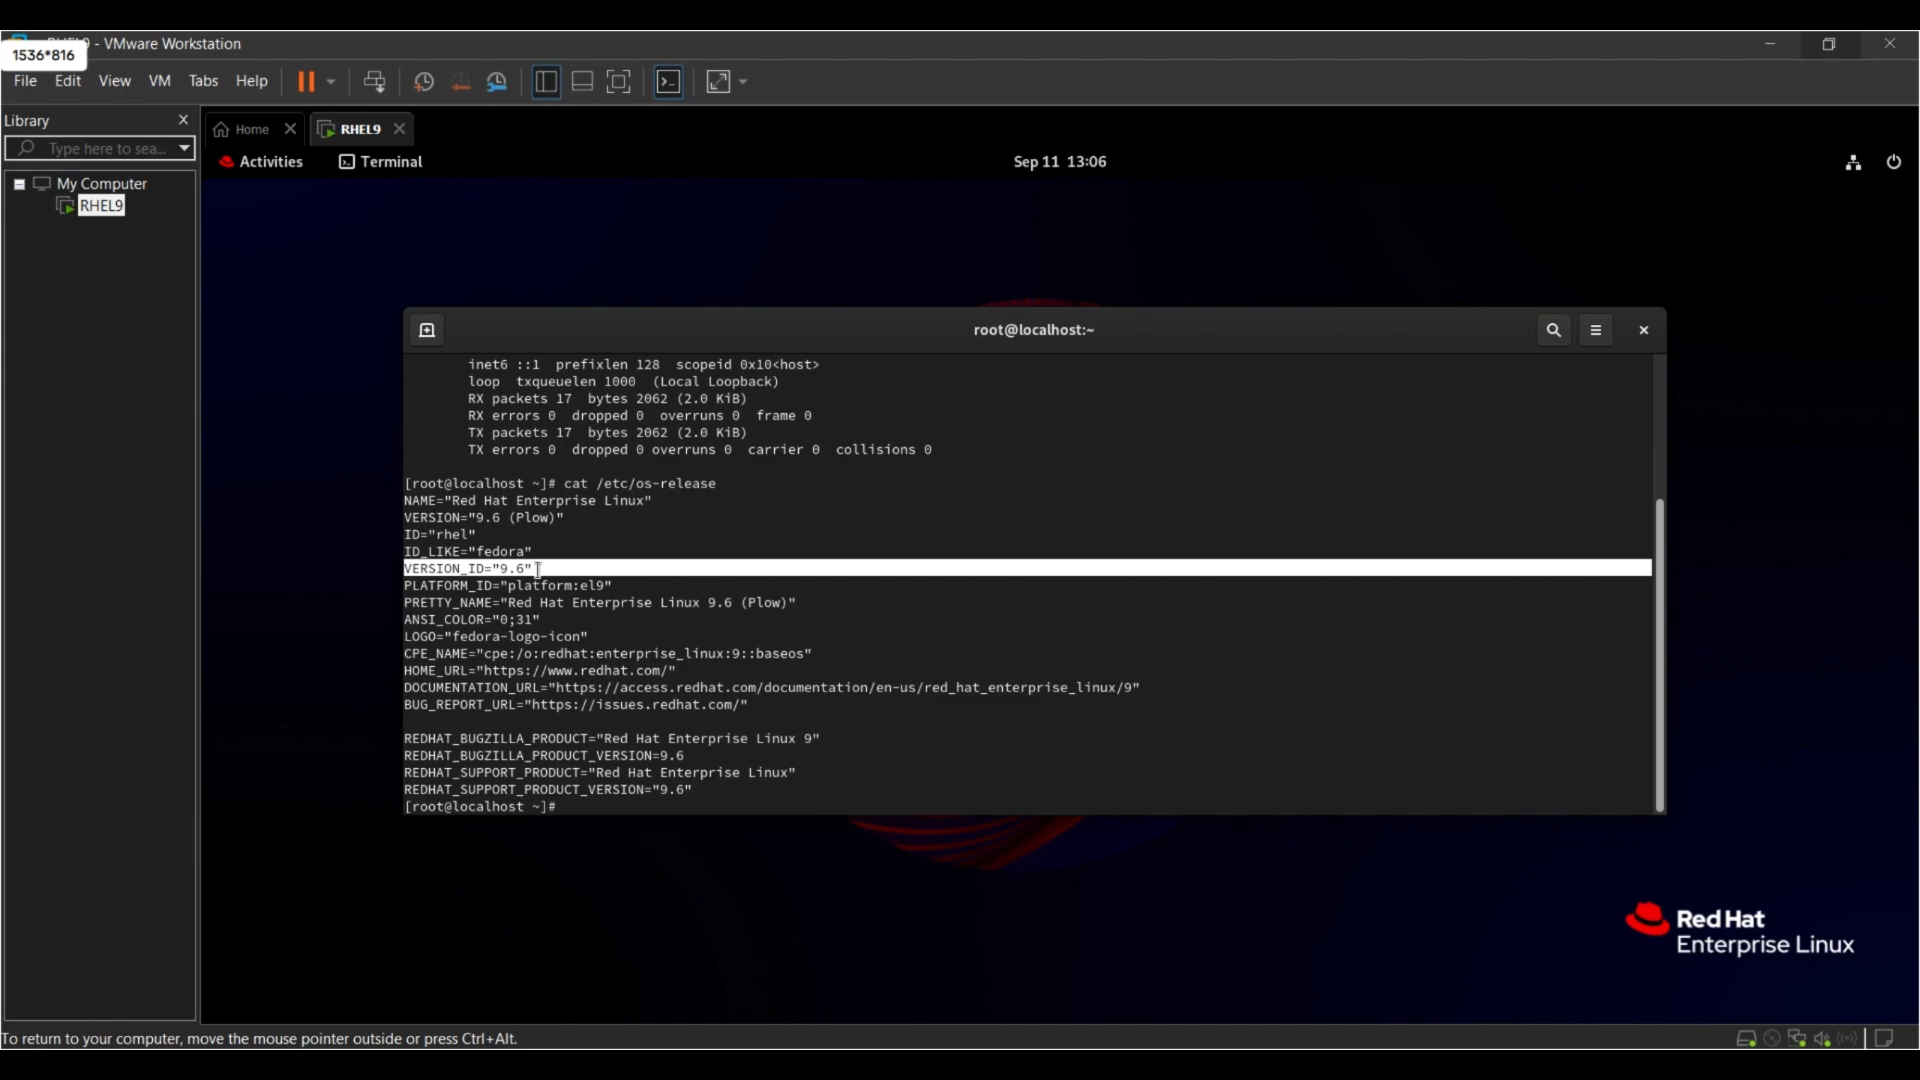 1536*816
- VMware Workstation
File Edit View VM Tabs Help
Library
Type here to sea...
My Computer
RHEL9
Home
RHEL9
Activities
Terminal
Sep 11 13:06
root@localhost:~
inet6 ::1 prefixlen 128 scopeid 0x10<host>
loop txqueuelen 1000 (Local Loopback)
RX packets 17 bytes 2062 (2.0 KiB)
RX errors 0 dropped 0 overruns 0 frame 0
TX packets 17 bytes 2062 (2.0 KiB)
TX errors 0 dropped 0 overruns 0 carrier 0 collisions 0
[root@localhost ~]# cat /etc/os-release
NAME="Red Hat Enterprise Linux"
VERSION="9.6 (Plow)"
ID="rhel"
ID_LIKE="fedora"
VERSION_ID="9.6"
PLATFORM_ID="platform:el9"
PRETTY_NAME="Red Hat Enterprise Linux 9.6 (Plow)"
ANSI_COLOR="0;31"
LOGO="fedora-logo-icon"
CPE_NAME="cpe:/o:redhat:enterprise_linux:9::baseos"
HOME_URL="https://www.redhat.com/"
DOCUMENTATION_URL="https://access.redhat.com/documentation/en-us/red_hat_enterprise_linux/9"
BUG_REPORT_URL="https://issues.redhat.com/"
REDHAT_BUGZILLA_PRODUCT="Red Hat Enterprise Linux 9"
REDHAT_BUGZILLA_PRODUCT_VERSION=9.6
REDHAT_SUPPORT_PRODUCT="Red Hat Enterprise Linux"
REDHAT_SUPPORT_PRODUCT_VERSION="9.6"
[root@localhost ~]#
Red Hat
Enterprise Linux
To return to your computer, move the mouse pointer outside or press Ctrl+Alt.